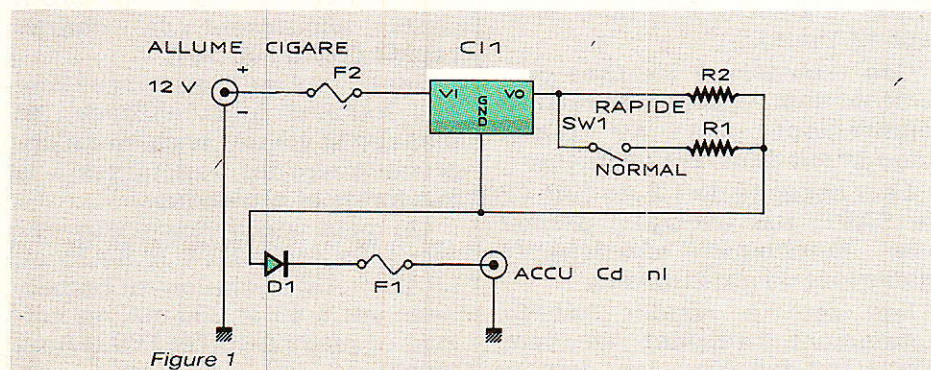 ALLUME CIGARE
CI1
12 V
+
−
F2
VI
GND
VO
R2
RAPIDE
SW1
R1
NORMAL
D1
F1
ACCU Cd nI
Figure 1